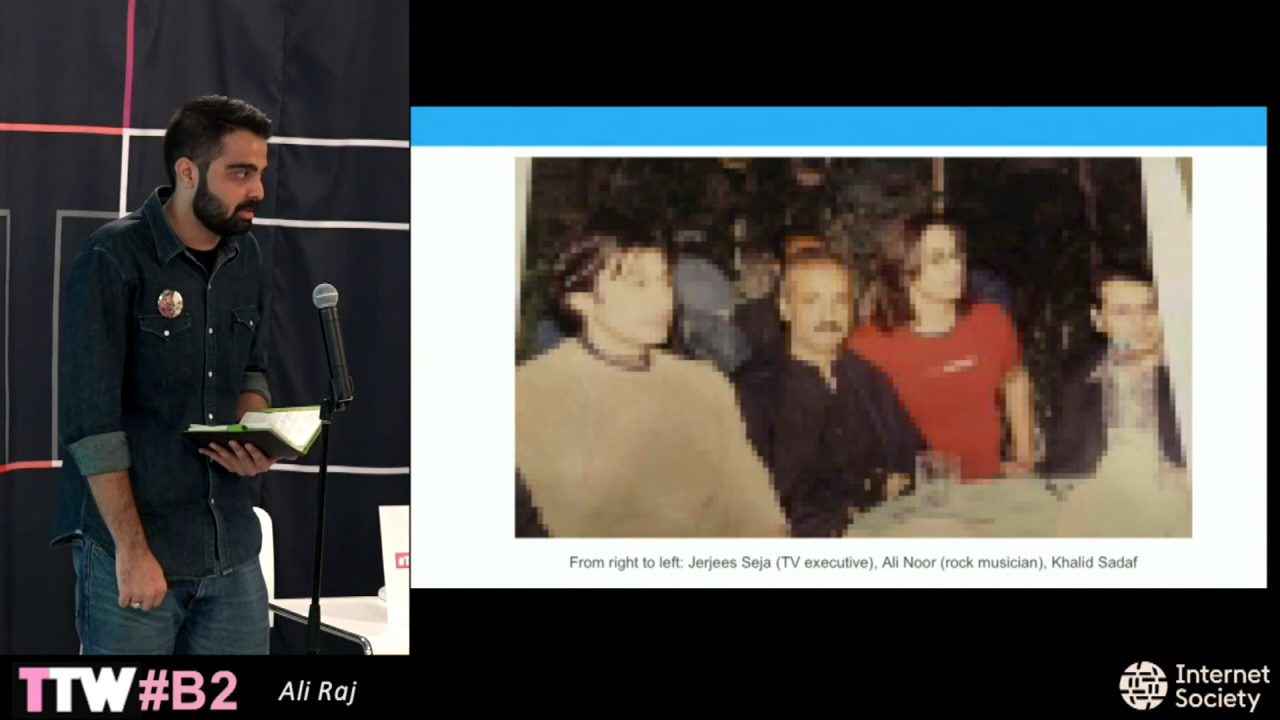 From right to left: Jerjees Seja (TV executive), Ali Noor (rock musician), Khalid Sadaf
TTW#B2
Ali Raj
Internet
Society